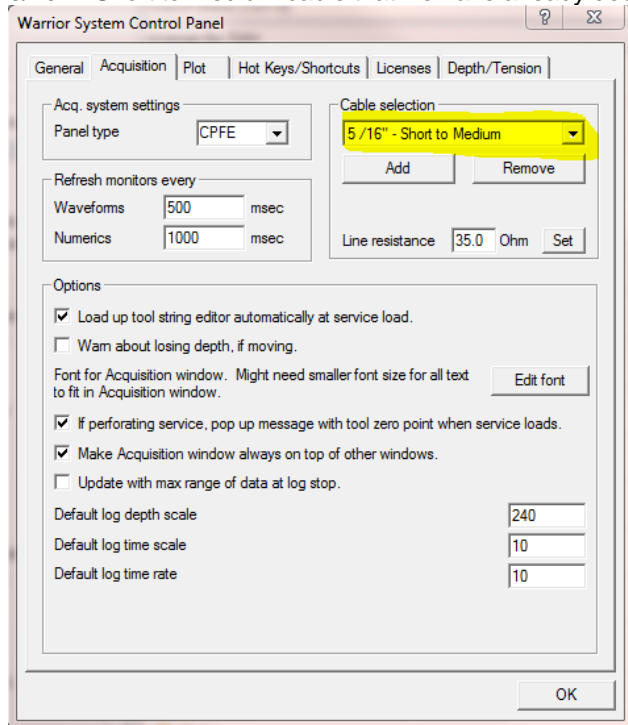 Warrior System Control Panel
General Acquisition Plot Hot Keys/Shortcuts Licenses Depth/Tension
Acq. system settings
Panel type CPFE
Cable selection
5 /16" - Short to Medium
Add Remove
Refresh monitors every
Waveforms 500 msec
Numerics 1000 msec
Line resistance 35.0 Ohm Set
Options
Load up tool string editor automatically at service load.
Warn about losing depth, if moving.
Font for Acquisition window. Might need smaller font size for all text
to fit in Acquisition window.
Edit font
If perforating service, pop up message with tool zero point when service loads.
Make Acquisition window always on top of other windows.
Update with max range of data at log stop.
Default log depth scale 240
Default log time scale 10
Default log time rate 10
OK